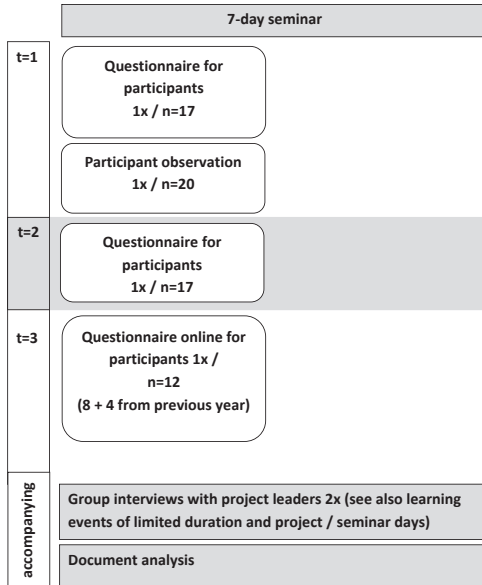 7-day seminar
t=1
Questionnaire for
participants
1x / n=17
Participant observation
1x / n=20
t=2
Questionnaire for
participants
1x / n=17
t=3
Questionnaire online for
participants 1x /
n=12
(8 + 4 from previous year)
accompanying
Group interviews with project leaders 2x (see also learning
events of limited duration and project / seminar days)
Document analysis